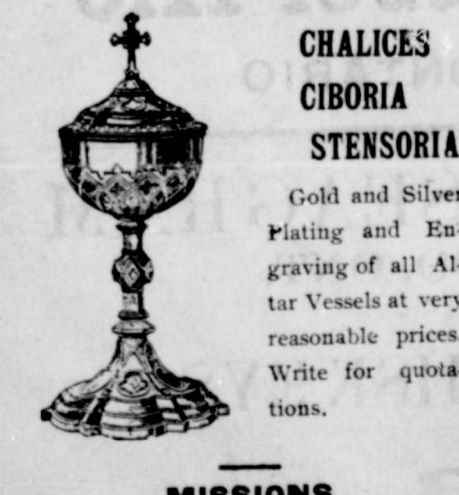 CHALICES
CIBORIA
STENSORIA
Gold and Silver
Plating and En-
graving of all Al-
tar Vessels at very
reasonable prices.
Write for quota-
tions.
MISSIONS